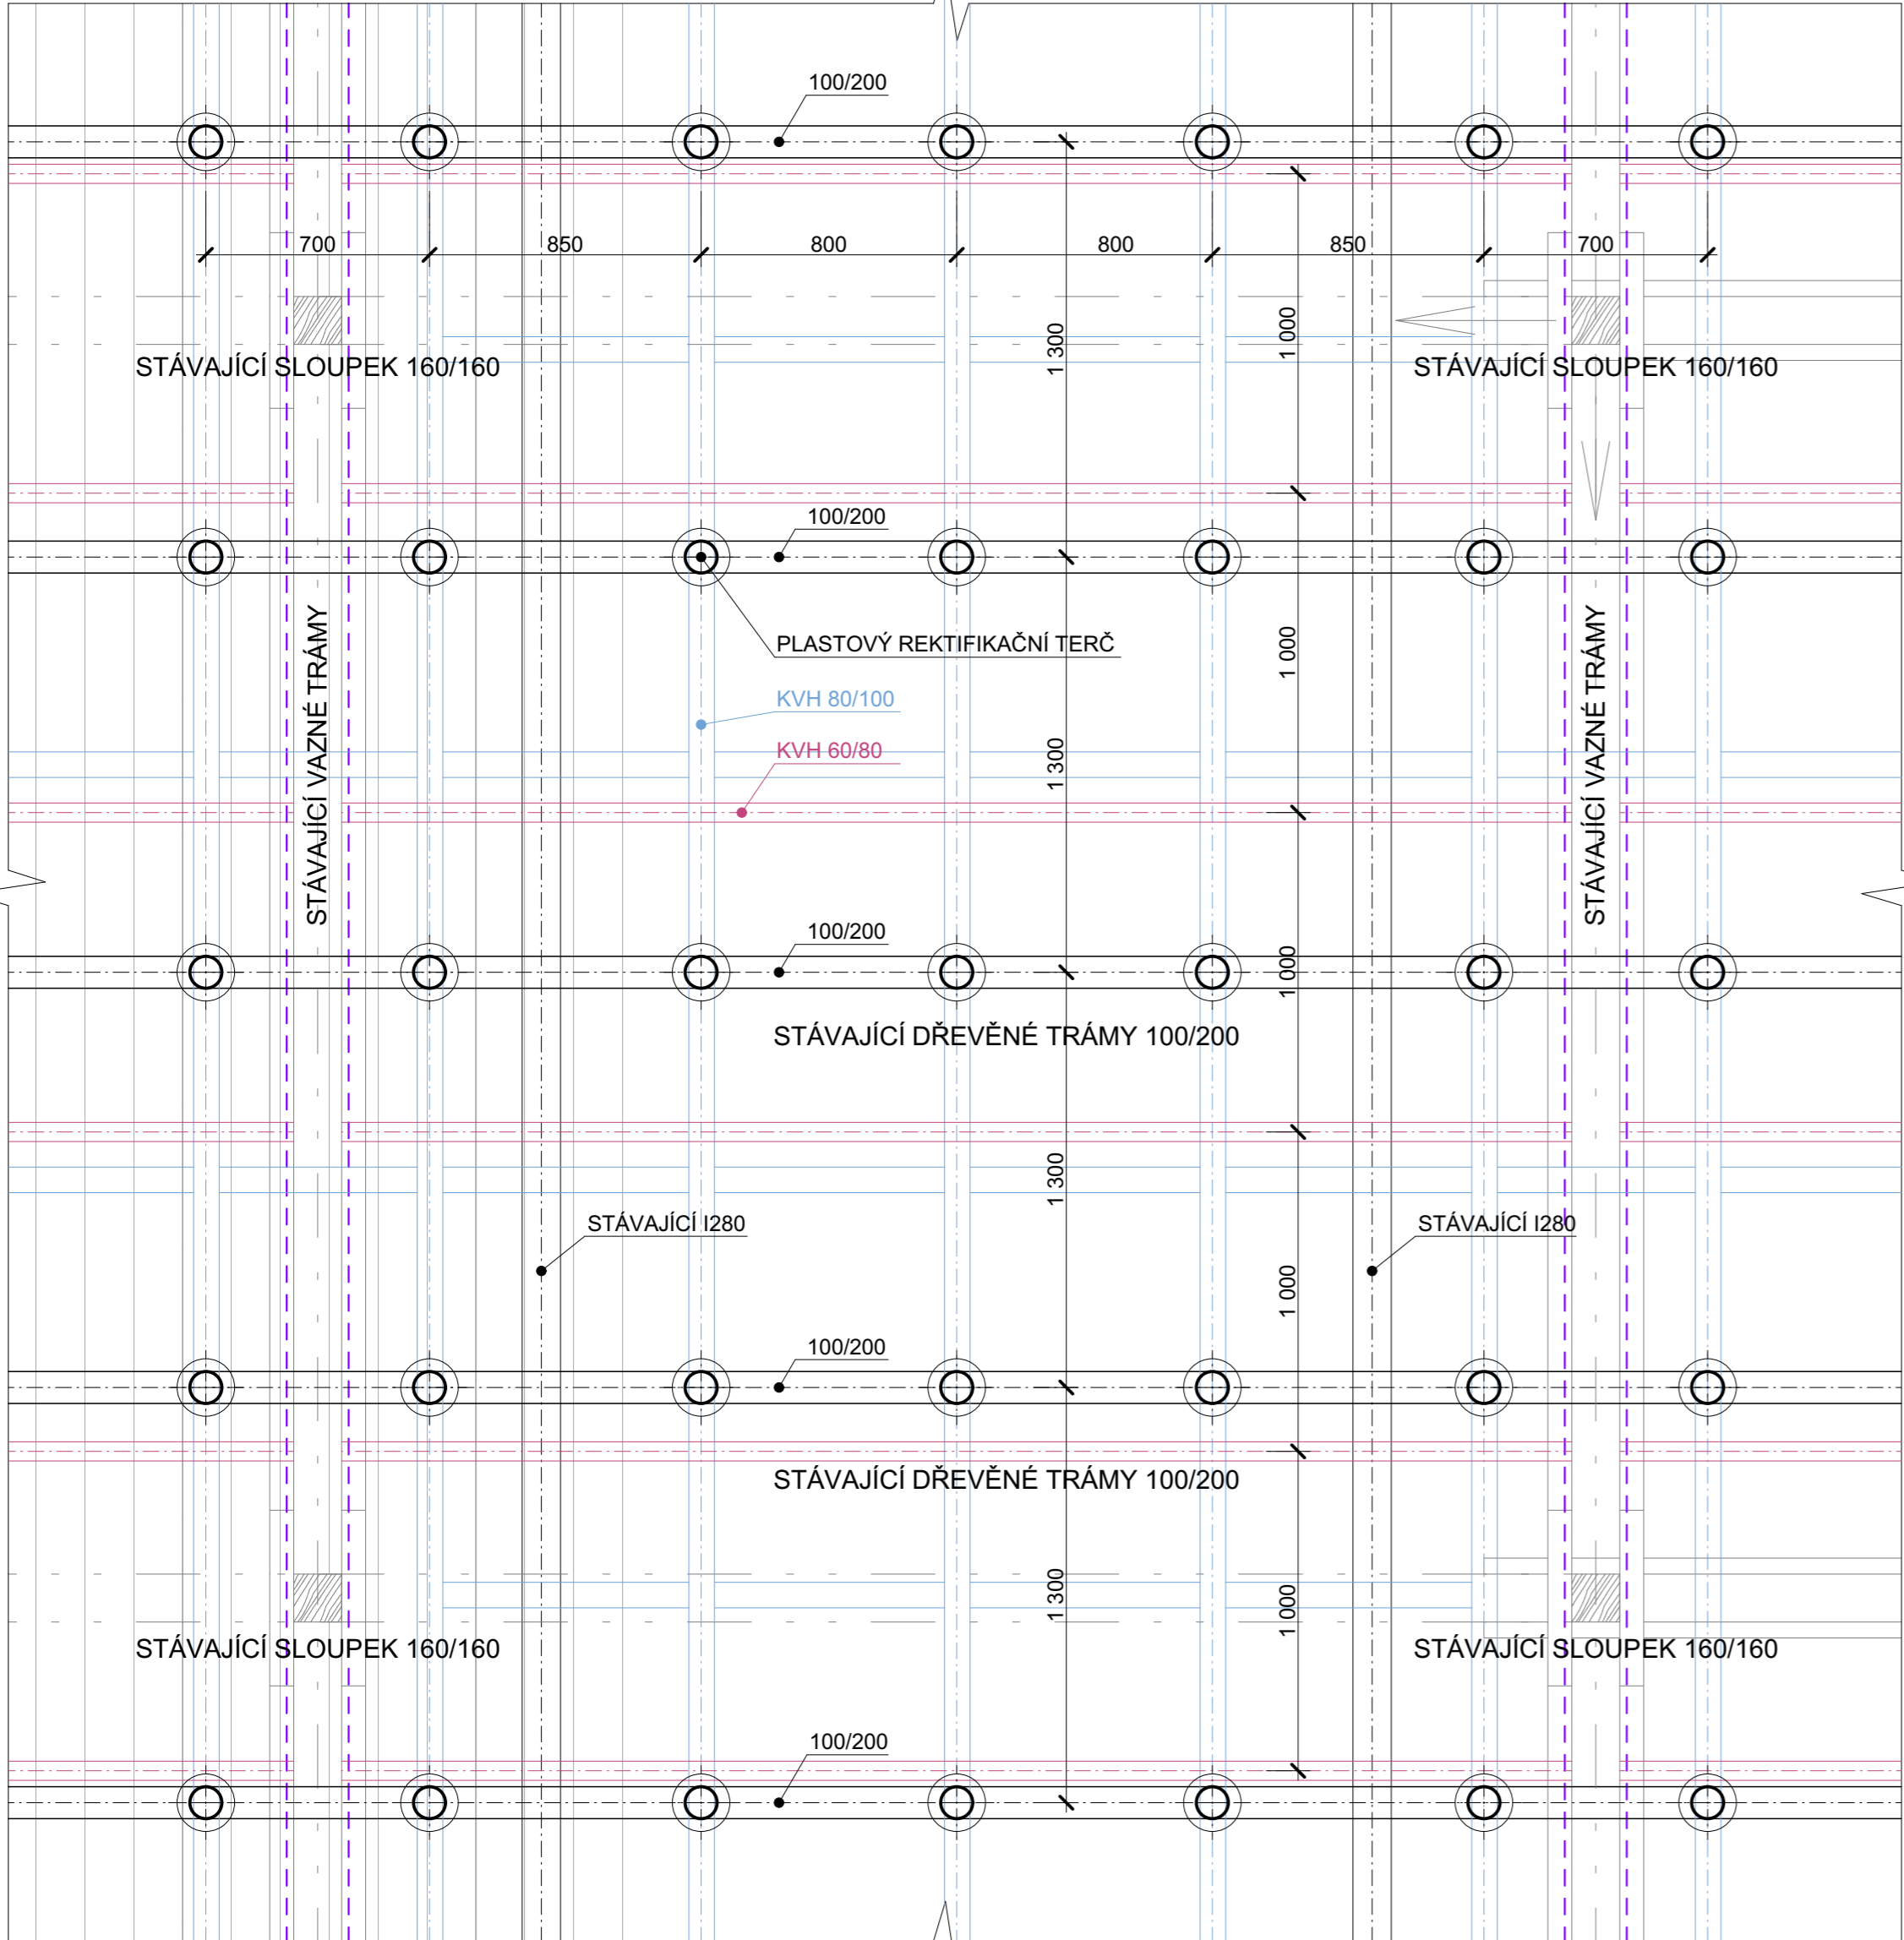 100/200
700
850
800
800
850
700
1 300
1 000
STÁVAJÍCÍ SLOUPEK 160/160
STÁVAJÍCÍ SLOUPEK 160/160
100/200
STÁVAJÍCÍ VAZNÉ TRÁMY
PLASTOVÝ REKTIFIKAČNÍ TERČ
1 000
STÁVAJÍCÍ VAZNÉ TRÁMY
KVH 80/100
KVH 60/80
1 300
100/200
1 000
STÁVAJÍCÍ DŘEVĚNÉ TRÁMY 100/200
1 300
STÁVAJÍCÍ I280
STÁVAJÍCÍ I280
1 000
100/200
STÁVAJÍCÍ DŘEVĚNÉ TRÁMY 100/200
1 300
1 000
STÁVAJÍCÍ SLOUPEK 160/160
STÁVAJÍCÍ SLOUPEK 160/160
100/200